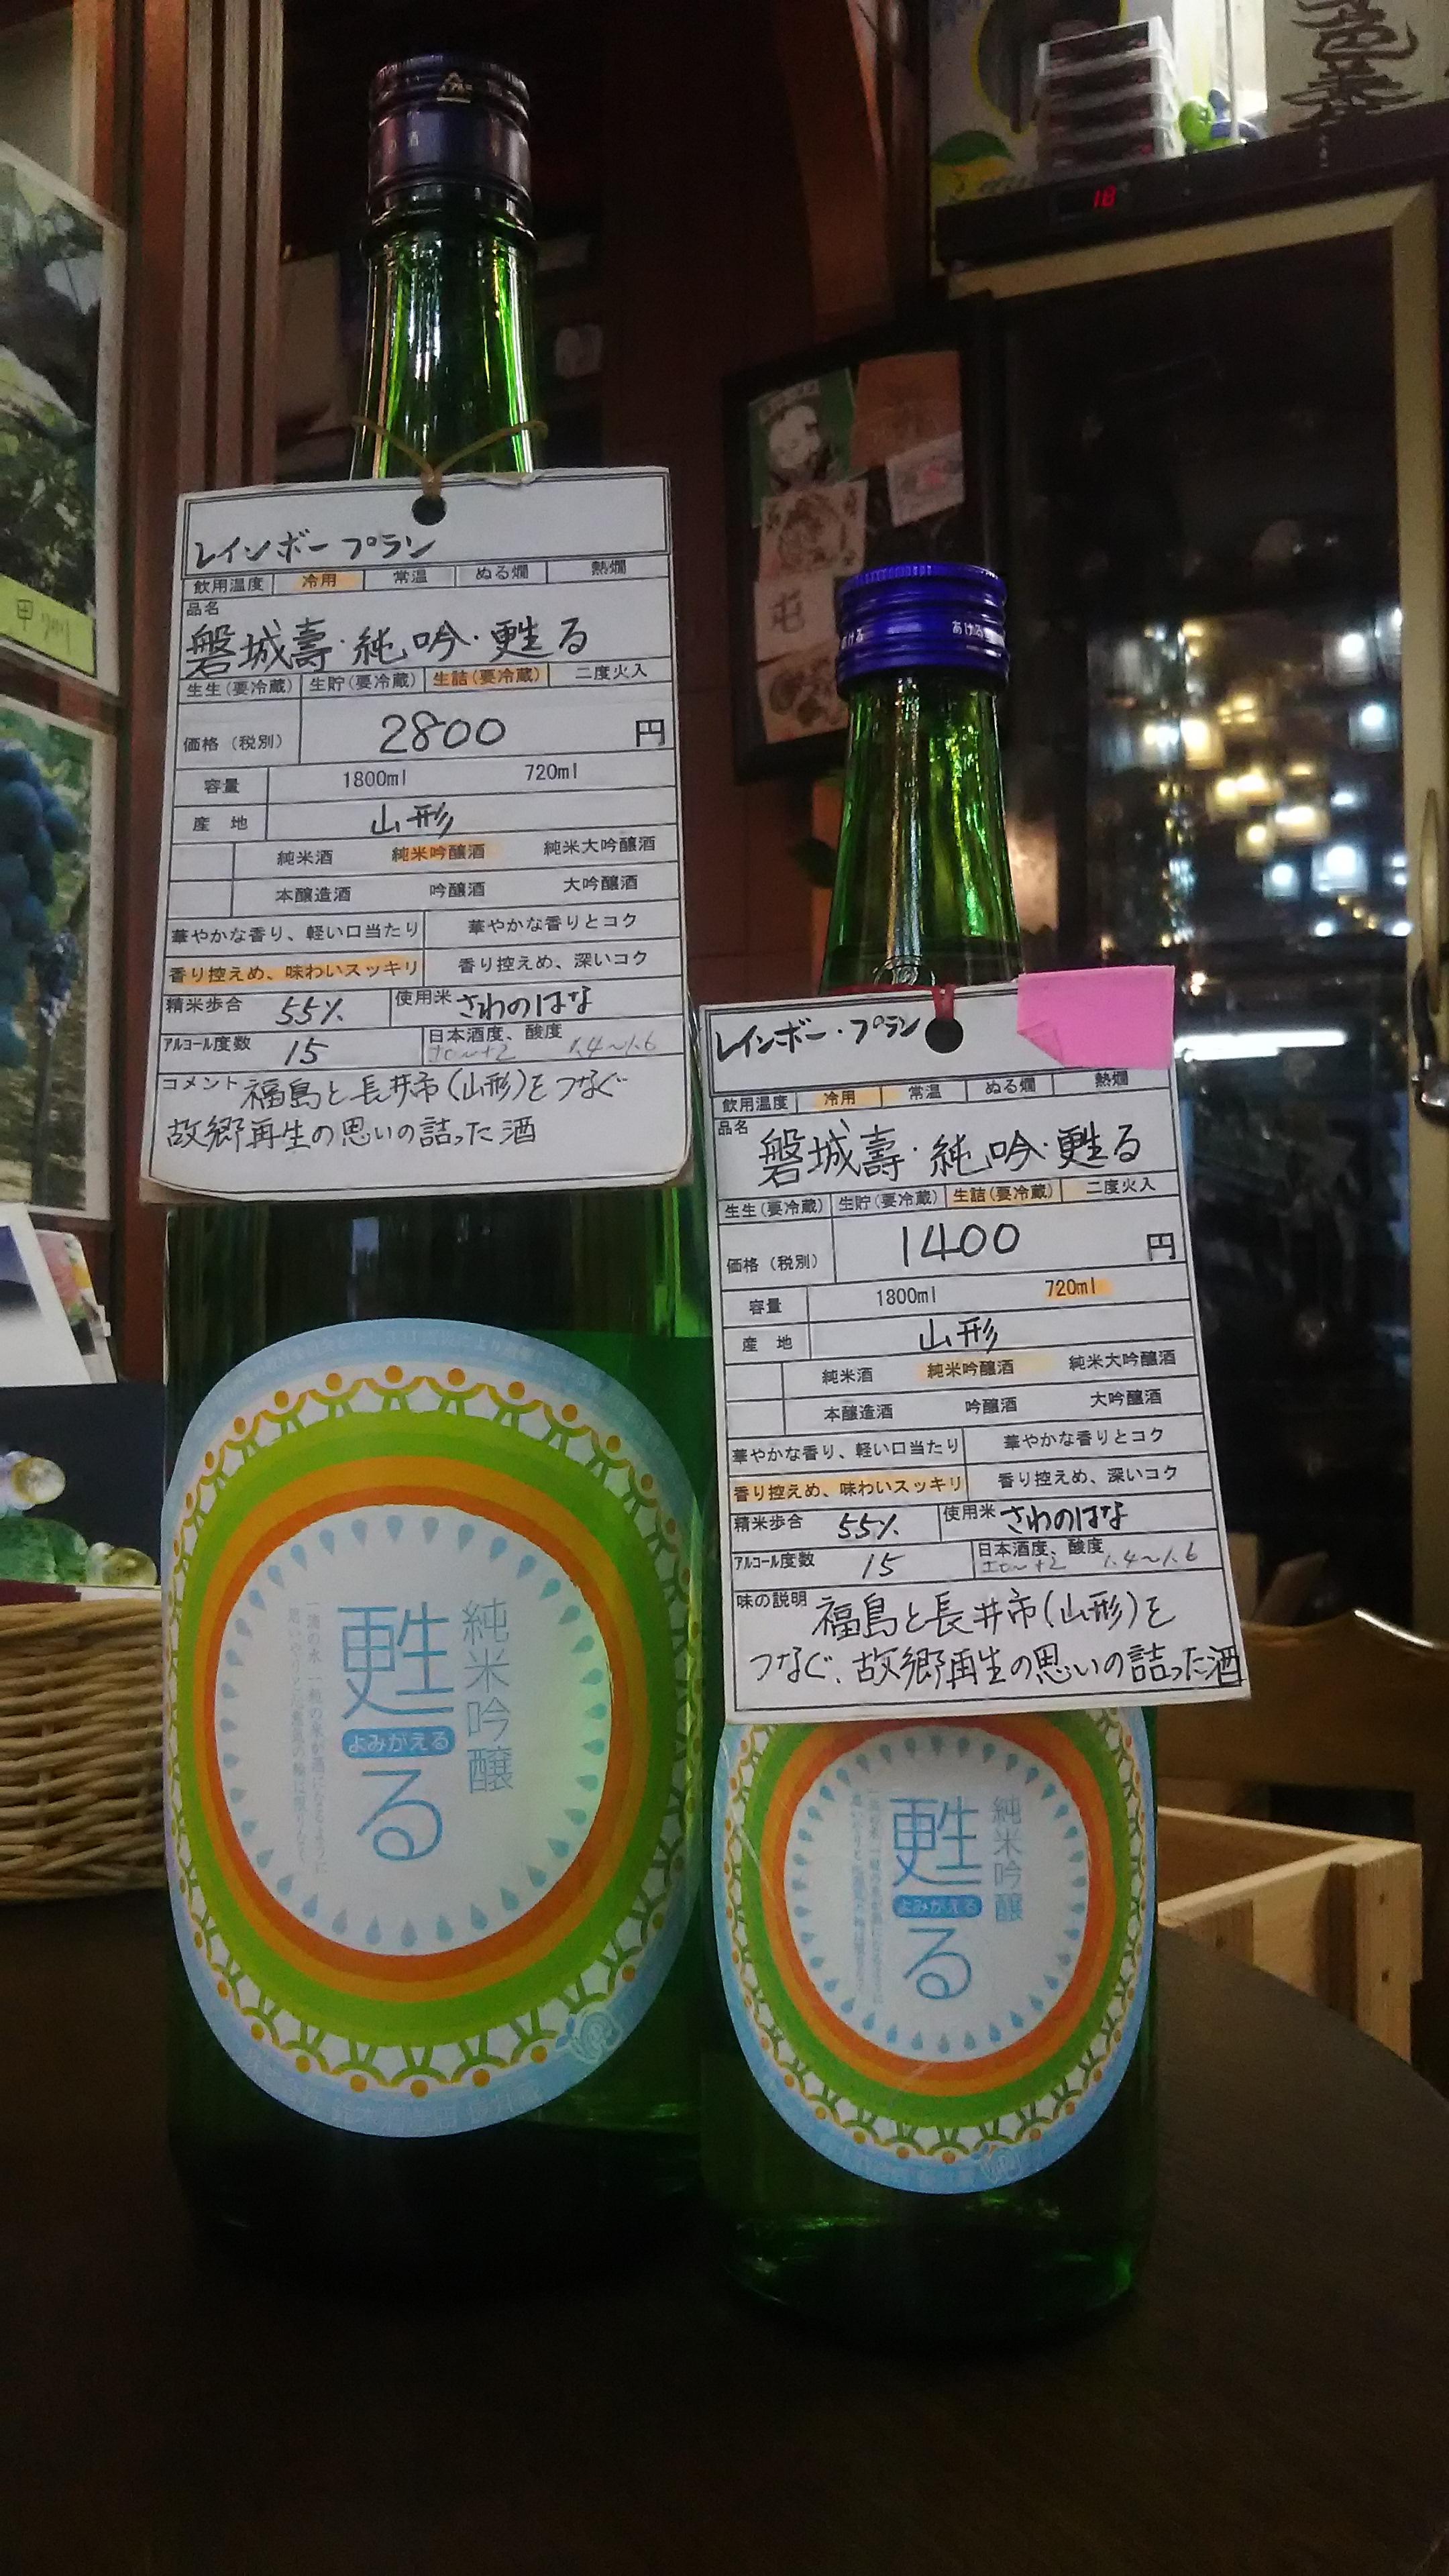 レインボープラン
飲用温度 冷用 常温 ぬる燗 熱燗
品名
磐城壽・純吟・甦る
生生(要冷蔵) 生貯(要冷蔵) 生詰(要冷蔵) 二度火入
価格(税別) 2800 円
容量 1800ml 720ml
産地 山形
純米酒 純米吟醸酒 純米大吟醸酒
本醸造酒 吟醸酒 大吟醸酒
華やかな香り、軽い口当たり 華やかな香りとコク
香り控えめ、味わいスッキリ 香り控えめ、深いコク
精米歩合 55% 使用米 さわのはな
アルコール度数 15 日本酒度、酸度 ±0〜+2 1.4〜1.6
コメント 福島と長井市(山形)をつなぐ
故郷再生の思いの詰った酒
純米吟醸
甦る
よみがえる
あける
レインボー・プラン
飲用温度 冷用 常温 ぬる燗 熱燗
品名
磐城壽・純吟・甦る
生生(要冷蔵) 生貯(要冷蔵) 生詰(要冷蔵) 二度火入
価格(税別) 1400 円
容量 1800ml 720ml
産地 山形
純米酒 純米吟醸酒 純米大吟醸酒
本醸造酒 吟醸酒 大吟醸酒
華やかな香り、軽い口当たり 華やかな香りとコク
香り控えめ、味わいスッキリ 香り控えめ、深いコク
精米歩合 55% 使用米 さわのはな
アルコール度数 15 日本酒度、酸度 ±0〜+2 1.4〜1.6
味の説明 福島と長井市(山形)を
つなぐ、故郷再生の思いの詰った酒
純米吟醸
甦る
よみがえる
18